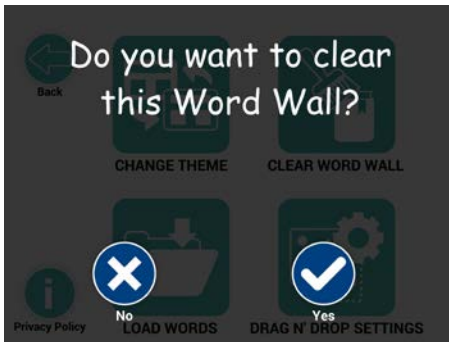 Do you want to clear
this Word Wall?
Back
CHANGE THEME
CLEAR WORD WALL
No
Yes
Privacy Policy
LOAD WORDS
DRAG N' DROP SETTINGS